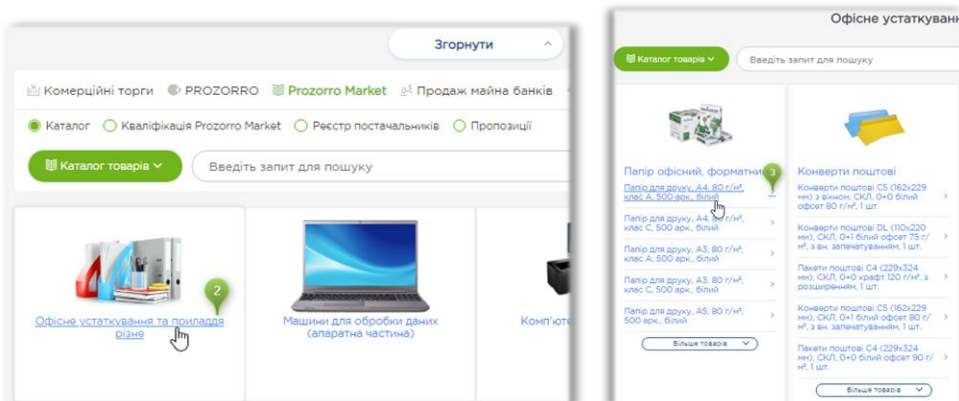 Згорнути
Комерційні торги PROZORRO Prozorro Market Продаж майна банків
Каталог Кваліфікація Prozorro Market Реєстр постачальників Пропозиції
Каталог товарів
Введіть запит для пошуку
2
Офісне устаткування та приладдя
різне
Машини для обробки даних
(апаратна частина)
Комп'юте
Офісне устаткуванн
Каталог товарів
Введіть запит для пошуку
Папір офісний, форматни
3
Папір для друку, А4, 80 г/м²,
клас А, 500 арк., білий
Папір для друку, А4, 80 г/м²,
клас С, 500 арк., білий
Папір для друку, А3, 80 г/м²,
клас А, 500 арк., білий
Папір для друку, А3, 80 г/м²,
клас С, 500 арк., білий
Папір для друку, А5, 80 г/м²,
500 арк., білий
Більше товарів
Конверти поштові
Конверти поштові С5 (162х229
мм) з вікном, СКЛ, 0+0 білий
офсет 80 г/м², 1 шт.
Конверти поштові DL (110х220
мм), СКЛ, 0+1 білий офсет 75 г/
м², з вн. запечатуванням, 1 шт.
Пакети поштові С4 (229х324
мм), СКЛ, 0+0 крафт 120 г/м², з
розширенням, 1 шт.
Конверти поштові С5 (162х229
мм), СКЛ, 0+1 білий офсет 80 г/
м², з вн. запечатуванням, 1 шт.
Пакети поштові С4 (229х324
мм), СКЛ, 0+0 білий офсет 90 г/
м², 1 шт.
Більше товарів